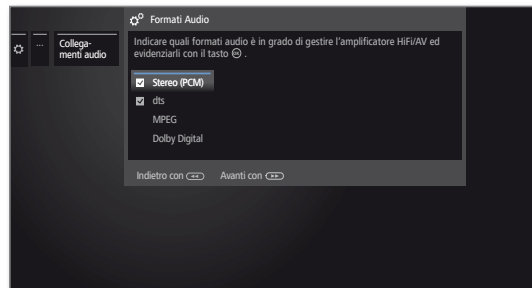 Formati Audio
...
Collega-
menti audio
Indicare quali formati audio è in grado di gestire l'amplificatore HiFi/AV ed
evidenziarli con il tasto OK .
Stereo (PCM)
dts
MPEG
Dolby Digital
Indietro con Avanti con